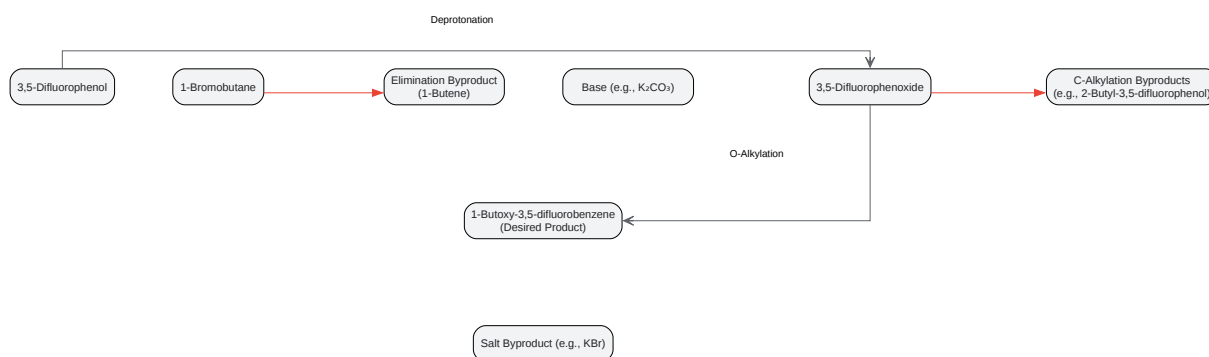 Deprotonation
3,5-Difluorophenol
1-Bromobutane
Elimination Byproduct
(1-Butene)
Base (e.g., K₂CO₃)
3,5-Difluorophenoxide
C-Alkylation Byproducts
(e.g., 2-Butyl-3,5-difluorophenol)
O-Alkylation
1-Butoxy-3,5-difluorobenzene
(Desired Product)
Salt Byproduct (e.g., KBr)